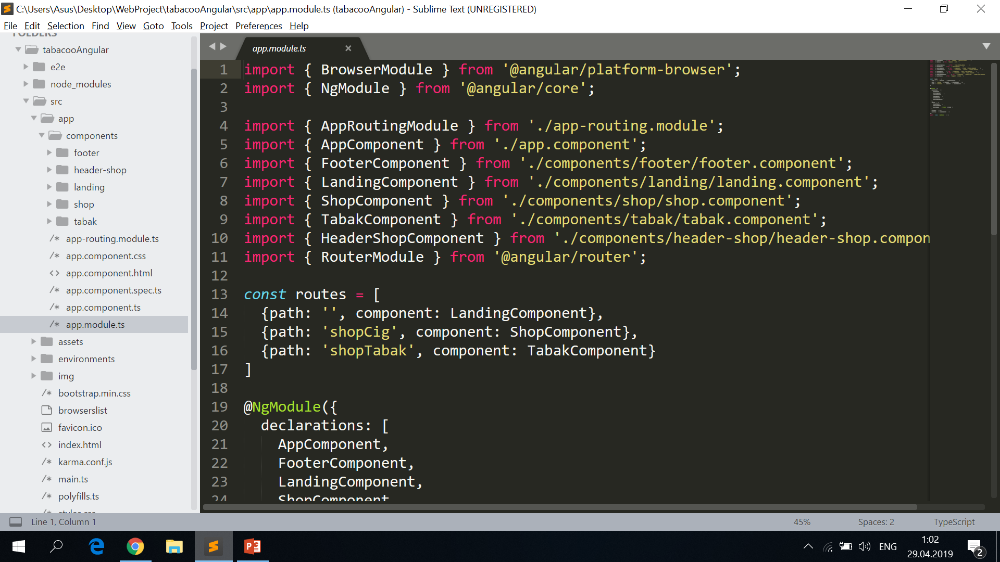 C:\Users\Asus\Desktop\WebProject\tabacooAngular\src\app\app.module.ts (tabacooAngular) - Sublime Text (UNREGISTERED)
File Edit Selection Find View Goto Tools Project Preferences Help
FOLDERS
tabacooAngular
e2e
node_modules
src
app
components
footer
header-shop
landing
shop
tabak
/* app-routing.module.ts
/* app.component.css
<> app.component.html
/* app.component.spec.ts
/* app.component.ts
/* app.module.ts
assets
environments
img
/* bootstrap.min.css
browserslist
favicon.ico
<> index.html
/* karma.conf.js
/* main.ts
/* polyfills.ts
/* styles.css
app.module.ts
1 import { BrowserModule } from '@angular/platform-browser';
2 import { NgModule } from '@angular/core';
3
4 import { AppRoutingModule } from './app-routing.module';
5 import { AppComponent } from './app.component';
6 import { FooterComponent } from './components/footer/footer.component';
7 import { LandingComponent } from './components/landing/landing.component';
8 import { ShopComponent } from './components/shop/shop.component';
9 import { TabakComponent } from './components/tabak/tabak.component';
10 import { HeaderShopComponent } from './components/header-shop/header-shop.compon
11 import { RouterModule } from '@angular/router';
12
13 const routes = [
14 {path: '', component: LandingComponent},
15 {path: 'shopCig', component: ShopComponent},
16 {path: 'shopTabak', component: TabakComponent}
17 ]
18
19 @NgModule({
20 declarations: [
21 AppComponent,
22 FooterComponent,
23 LandingComponent,
24 ShopComponent
Line 1, Column 1
45%
Spaces: 2
TypeScript
ENG
1:02
29.04.2019
2